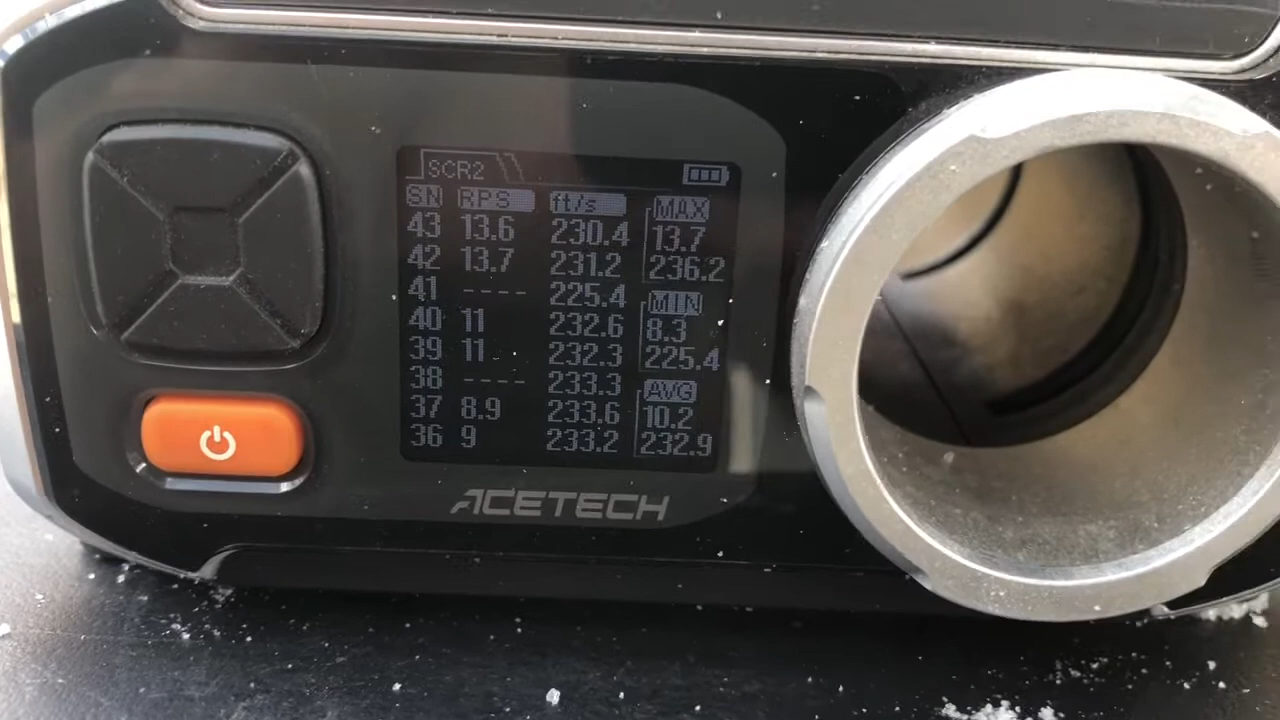 SCR2
SN RPS ft/s MAX
43 13.6 230.4 13.7
42 13.7 231.2 236.2
41 ---- 225.4 MIN
40 11 232.6 8.3
39 11 232.3 225.4
38 ---- 233.3 AVG
37 8.9 233.6 10.2
36 9 233.2 232.9
ACETECH